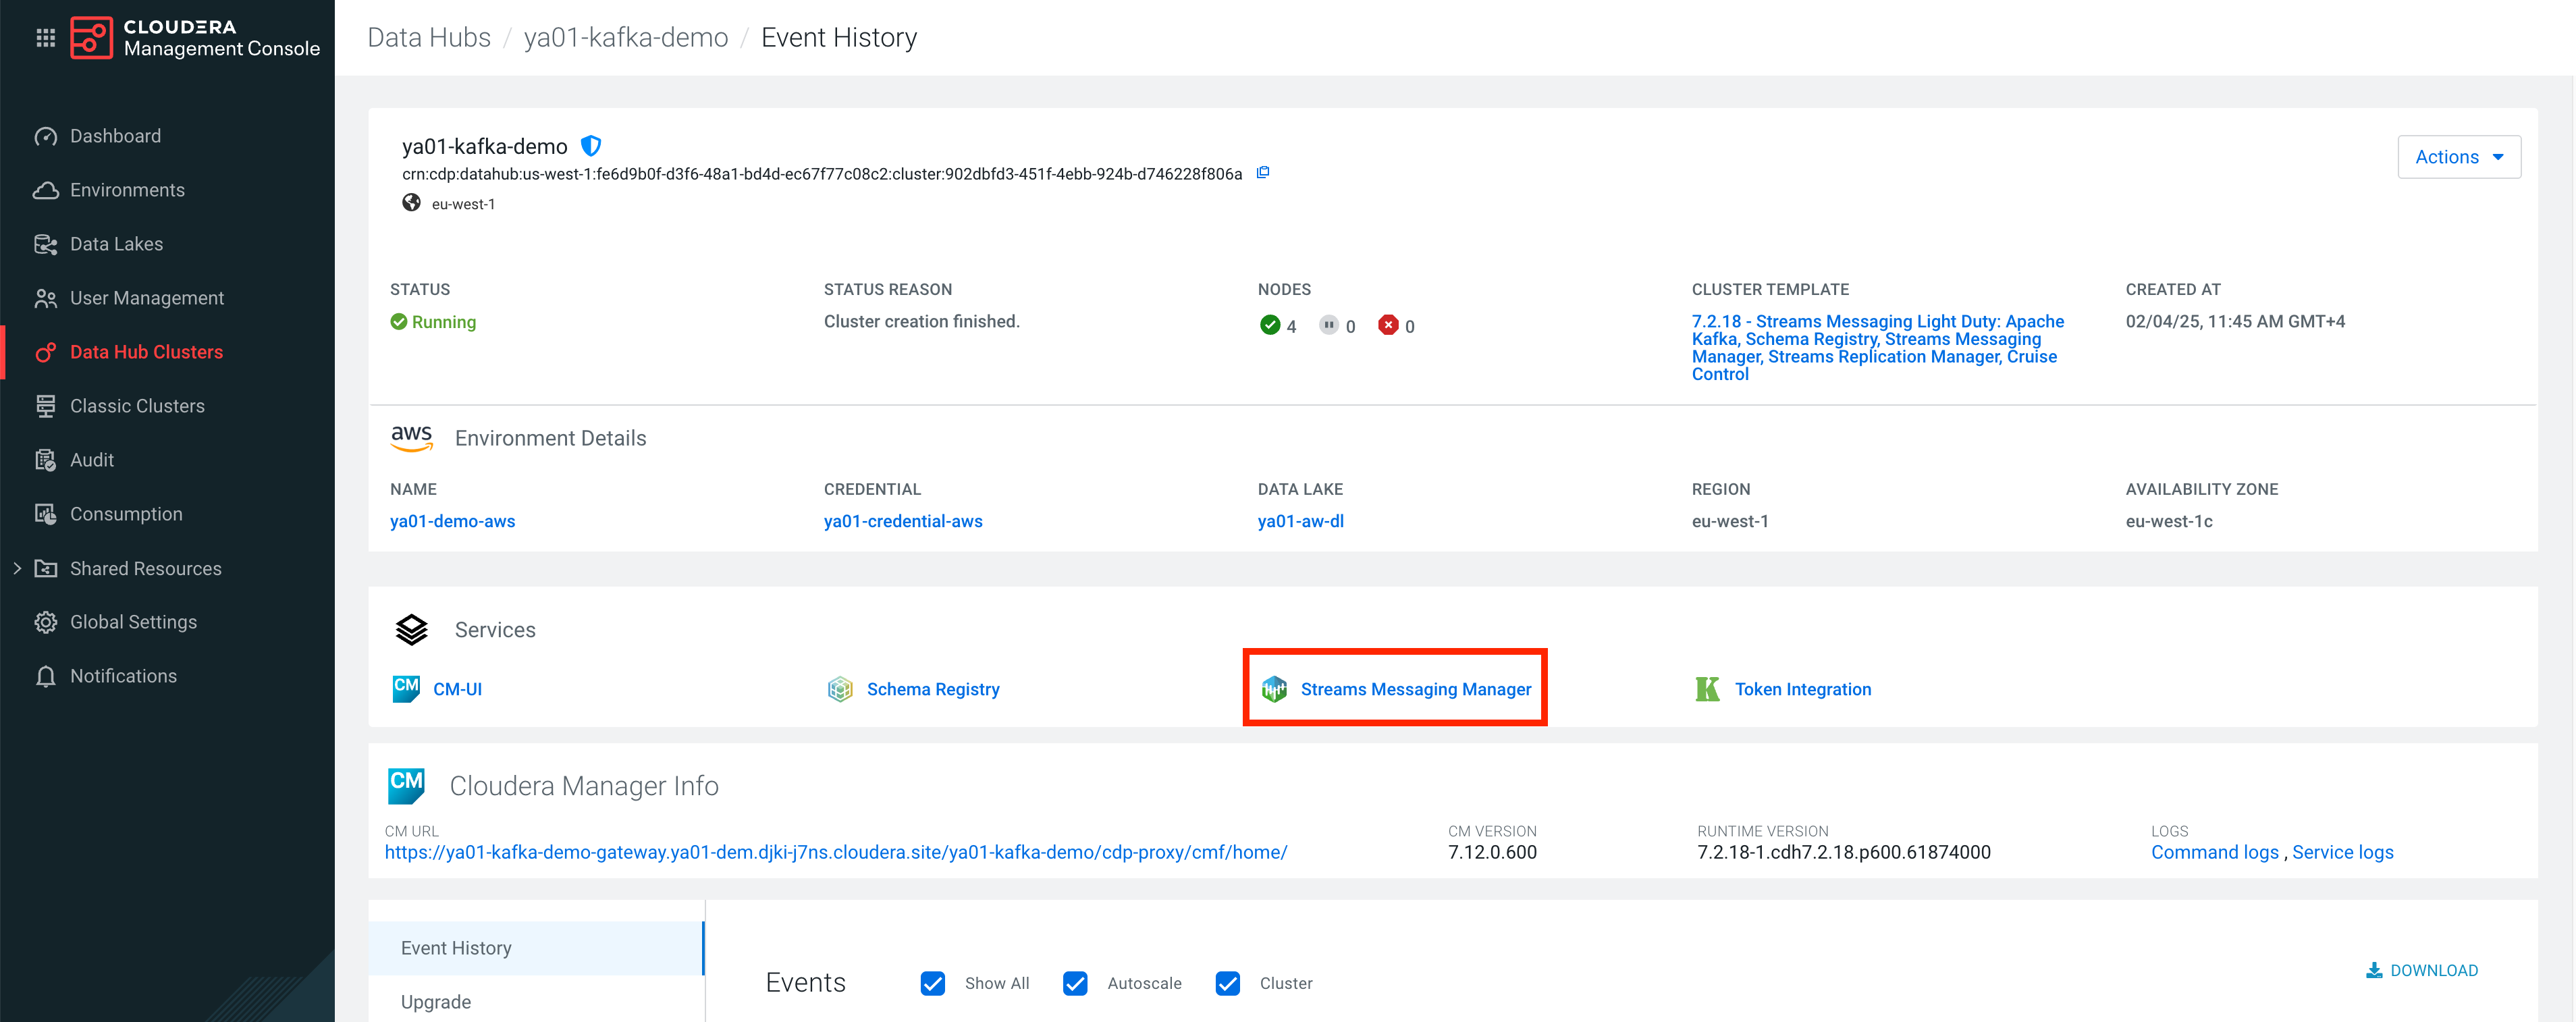 CLOUDERA
Management Console
Data Hubs / ya01-kafka-demo / Event History
Dashboard
Environments
Data Lakes
User Management
Data Hub Clusters
Classic Clusters
Audit
Consumption
Shared Resources
Global Settings
Notifications
ya01-kafka-demo
Actions
crn:cdp:datahub:us-west-1:fe6d9b0f-d3f6-48a1-bd4d-ec67f77c08c2:cluster:902dbfd3-451f-4ebb-924b-d746228f806a
eu-west-1
STATUS
Running
STATUS REASON
Cluster creation finished.
NODES
4 0 0
CLUSTER TEMPLATE
7.2.18 - Streams Messaging Light Duty: Apache
Kafka, Schema Registry, Streams Messaging
Manager, Streams Replication Manager, Cruise
Control
CREATED AT
02/04/25, 11:45 AM GMT+4
aws
Environment Details
NAME
ya01-demo-aws
CREDENTIAL
ya01-credential-aws
DATA LAKE
ya01-aw-dl
REGION
eu-west-1
AVAILABILITY ZONE
eu-west-1c
Services
CM CM-UI
Schema Registry
Streams Messaging Manager
Token Integration
CM Cloudera Manager Info
CM URL
https://ya01-kafka-demo-gateway.ya01-dem.djki-j7ns.cloudera.site/ya01-kafka-demo/cdp-proxy/cmf/home/
CM VERSION
7.12.0.600
RUNTIME VERSION
7.2.18-1.cdh7.2.18.p600.61874000
LOGS
Command logs , Service logs
Event History
Upgrade
Events
Show All
Autoscale
Cluster
DOWNLOAD